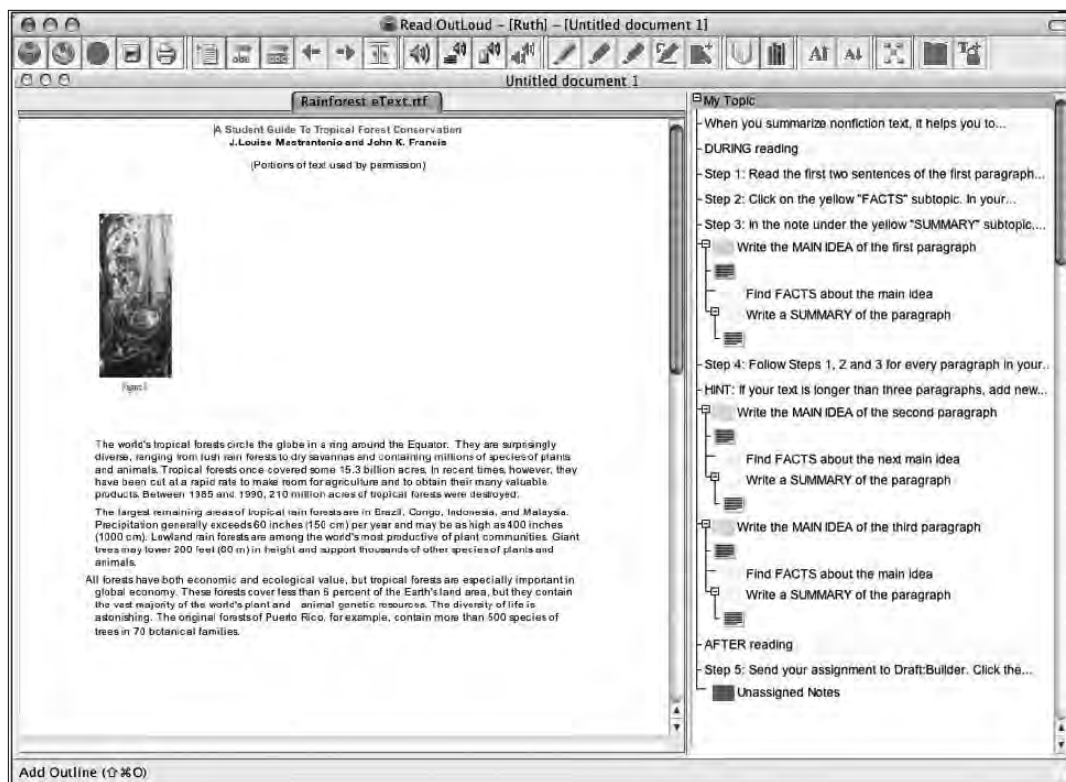 Read OutLoud – [Ruth] – [Untitled document 1]
abc
abc
A↑
A↓
Untitled document 1
Rainforest eText.rtf
A Student Guide To Tropical Forest Conservation
J.Louise Mastrantonio and John K. Francis
(Portions of text used by permission)
The world's tropical forests circle the globe in a ring around the Equator. They are surprisingly
diverse, ranging from lush rain forests to dry savannas and containing millions of species of plants
and animals. Tropical forests once covered some 15.3 billion acres. In recent times, however, they
have been cut at a rapid rate to make room for agriculture and to obtain their many valuable
products. Between 1985 and 1990, 210 million acres of tropical forests were destroyed.
The largest remaining areas of tropical rain forests are in Brazil, Congo, Indonesia, and Malaysia.
Precipitation generally exceeds 60 inches (150 cm) per year and may be as high as 400 inches
(1000 cm). Lowland rain forests are among the world's most productive of plant communities. Giant
trees may tower 200 feet (60 m) in height and support thousands of other species of plants and
animals.
All forests have both economic and ecological value, but tropical forests are especially important in
global economy. These forests cover less than 6 percent of the Earth's land area, but they contain
the vast majority of the world's plant and animal genetic resources. The diversity of life is
astonishing. The original forests of Puerto Rico, for example, contain more than 500 species of
trees in 70 botanical families.
My Topic
When you summarize nonfiction text, it helps you to...
DURING reading
Step 1: Read the first two sentences of the first paragraph...
Step 2: Click on the yellow "FACTS" subtopic. In your...
Step 3: In the note under the yellow "SUMMARY" subtopic,...
Write the MAIN IDEA of the first paragraph
Find FACTS about the main idea
Write a SUMMARY of the paragraph
Step 4: Follow Steps 1, 2 and 3 for every paragraph in your..
HINT: If your text is longer than three paragraphs, add new...
Write the MAIN IDEA of the second paragraph
Find FACTS about the next main idea
Write a SUMMARY of the paragraph
Write the MAIN IDEA of the third paragraph
Find FACTS about the main idea
Write a SUMMARY of the paragraph
AFTER reading
Step 5: Send your assignment to Draft:Builder. Click the...
Unassigned Notes
Add Outline (⇧⌘O)